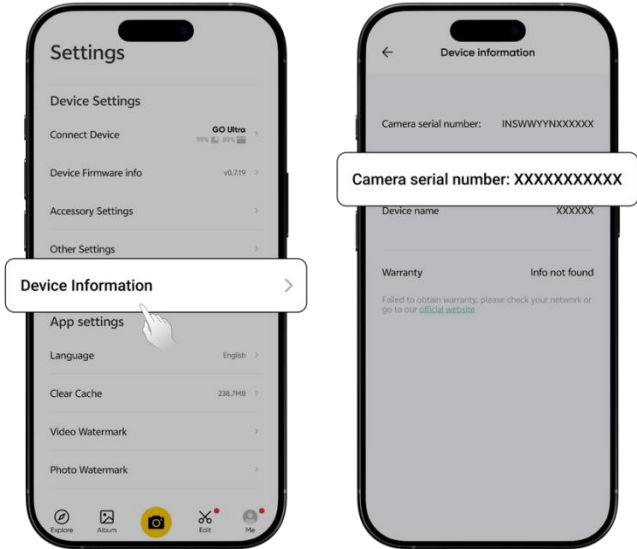 Settings
Device Settings
Connect Device
GO Ultra
99% 89%
Device Firmware info v0.7.19
Accessory Settings
Other Settings
Device Information
App settings
Language English
Clear Cache 238.7MB
Video Watermark
Photo Watermark
Explore Album Edit Me
Device information
Camera serial number: INSWWYYNXXXXXX
Camera serial number: XXXXXXXXXXX
Device name XXXXXX
Warranty Info not found
Failed to obtain warranty, please check your network or
go to our official website